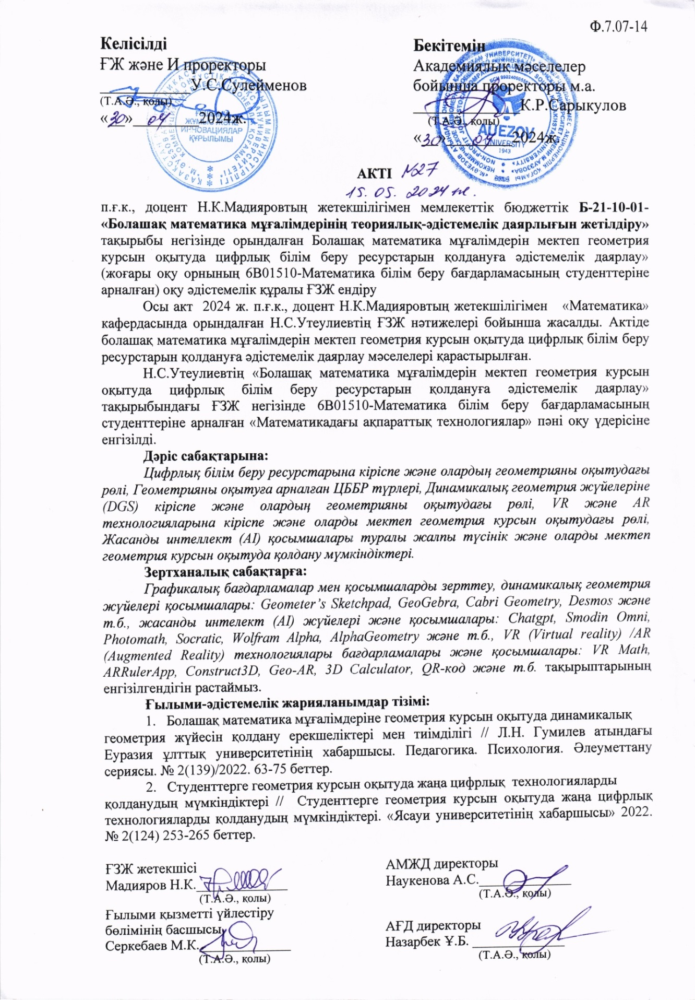 Ф.7.07-14
Келісілді
ҒЖ және И проректоры
У.С.Сулейменов
(Т.А.Ә., қолы)
«30» 04 2024ж.
Бекітемін
Академиялық мәселелер
бойынша проректоры м.а.
К.Р.Сарыкулов
(Т.А.Ә., қолы)
«30» 04 2024ж.
ЖҰМЫС ЖӘНЕ
ИННОВАЦИЯЛАР
ҚҰРЫЛЫМЫ
AUEZOV
UNIVERSITY
1943
АКТІ №27
15. 05. 2024 ж.
п.ғ.к., доцент Н.К.Мадияровтың жетекшілігімен мемлекеттік бюджеттік Б-21-10-01-
«Болашақ математика мұғалімдерінің теориялық-әдістемелік даярлығын жетілдіру»
тақырыбы негізінде орындалған Болашақ математика мұғалімдерін мектеп геометрия
курсын оқытуда цифрлық білім беру ресурстарын қолдануға әдістемелік даярлау»
(жоғары оқу орнының 6В01510-Математика білім беру бағдарламасының студенттеріне
арналған) оқу әдістемелік құралы ҒЗЖ ендіру
Осы акт 2024 ж. п.ғ.к., доцент Н.К.Мадияровтың жетекшілігімен «Математика»
кафердасында орындалған Н.С.Утеулиевтің ҒЗЖ нәтижелері бойынша жасалды. Актіде
болашақ математика мұғалімдерін мектеп геометрия курсын оқытуда цифрлық білім беру
ресурстарын қолдануға әдістемелік даярлау мәселелері қарастырылған.
Н.С.Утеулиевтің «Болашақ математика мұғалімдерін мектеп геометрия курсын
оқытуда цифрлық білім беру ресурстарын қолдануға әдістемелік даярлау»
тақырыбындағы ҒЗЖ негізінде 6В01510-Математика білім беру бағдарламасының
студенттеріне арналған «Математикадағы ақпараттық технологиялар» пәні оқу үдерісіне
енгізілді.
Дәріс сабақтарына:
Цифрлық білім беру ресурстарына кіріспе және олардың геометрияны оқытудағы
рөлі, Геометрияны оқытуға арналған ЦББР түрлері, Динамикалық геометрия жүйелеріне
(DGS) кіріспе және олардың геометрияны оқытудағы рөлі, VR және AR
технологияларына кіріспе және оларды мектеп геометрия курсын оқытудағы рөлі,
Жасанды интеллект (AI) қосымшалары туралы жалпы түсінік және оларды мектеп
геометрия курсын оқытуда қолдану мүмкіндіктері.
Зертханалық сабақтарға:
Графикалық бағдарламалар мен қосымшаларды зерттеу, динамикалық геометрия
жүйелері қосымшалары: Geometer’s Sketchpad, GeoGebra, Cabri Geometry, Desmos және
т.б., жасанды интелект (AI) жүйелері және қосымшалары: Chatgpt, Smodin Omni,
Photomath, Socratic, Wolfram Alpha, AlphaGeometry және т.б., VR (Virtual reality) /AR
(Augmented Reality) технологиялары бағдарламалары және қосымшалары: VR Math,
ARRulerApp, Construct3D, Geo-AR, 3D Calculator, QR-код және т.б. тақырыптарының
енгізілгендігін растаймыз.
Ғылыми-әдістемелік жарияланымдар тізімі:
1. Болашақ математика мұғалімдеріне геометрия курсын оқытуда динамикалық
геометрия жүйесін қолдану ерекшеліктері мен тиімділігі // Л.Н. Гумилев атындағы
Еуразия ұлттық университетінің хабаршысы. Педагогика. Психология. Әлеуметтану
сериясы. № 2(139)/2022. 63-75 беттер.
2. Студенттерге геометрия курсын оқытуда жаңа цифрлық технологияларды
қолданудың мүмкіндіктері // Студенттерге геометрия курсын оқытуда жаңа цифрлық
технологияларды қолданудың мүмкіндіктері. «Ясауи университетінің хабаршысы» 2022.
№ 2(124) 253-265 беттер.
ҒЗЖ жетекшісі
Мадияров Н.К.
(Т.А.Ә., қолы)
Ғылыми қызметті үйлестіру
бөлімінің басшысы
Серкебаев М.К.
(Т.А.Ә., қолы)
АМЖД директоры
Наукенова А.С.
(Т.А.Ә., қолы)
АҒД директоры
Назарбек Ұ.Б.
(Т.А.Ә., қолы)